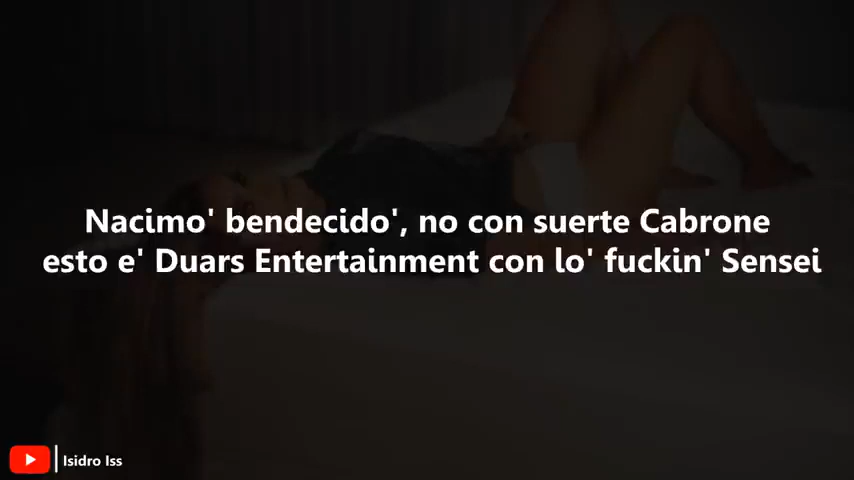 Nacimo' bendecido', no con suerte Cabrone
esto e' Duars Entertainment con lo' fuckin' Sensei
Isidro Iss